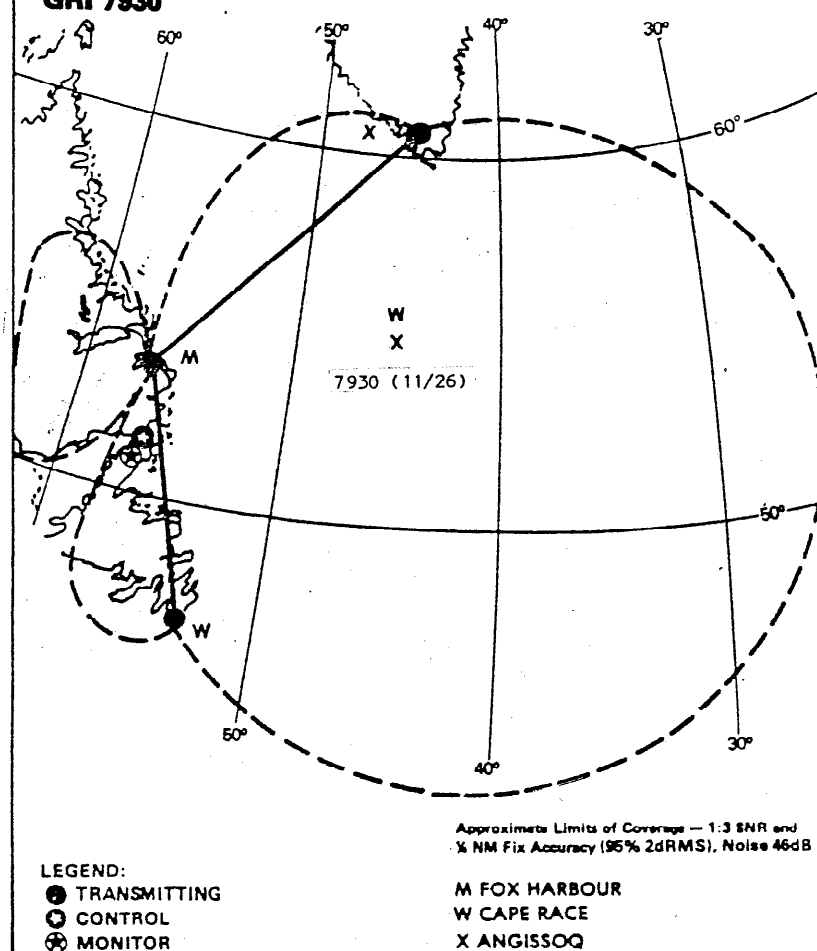 GRI 7930
60° 50° 40° 30°
X
60°
W
X
M
7930 (11/26)
50°
W
50°
40°
30°
Approximate Limits of Coverage — 1:3 SNR and
¼ NM Fix Accuracy (95% 2dRMS), Noise 46dB
LEGEND:
TRANSMITTING
CONTROL
MONITOR
M FOX HARBOUR
W CAPE RACE
X ANGISSOQ